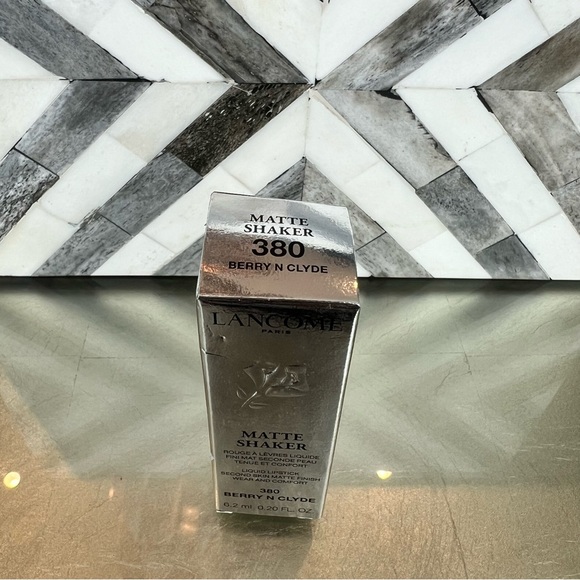 MATTE
SHAKER
380
BERRY N CLYDE
LANCÔME
PARIS
MATTE
SHAKER
ROUGE À LÈVRES LIQUIDE
FINI MAT SECONDE PEAU
TENUE ET CONFORT
LIQUID LIPSTICK
SECOND SKIN MATTE FINISH
WEAR AND COMFORT
380
BERRY N CLYDE
6.2 ml. 0.20 FL. OZ.